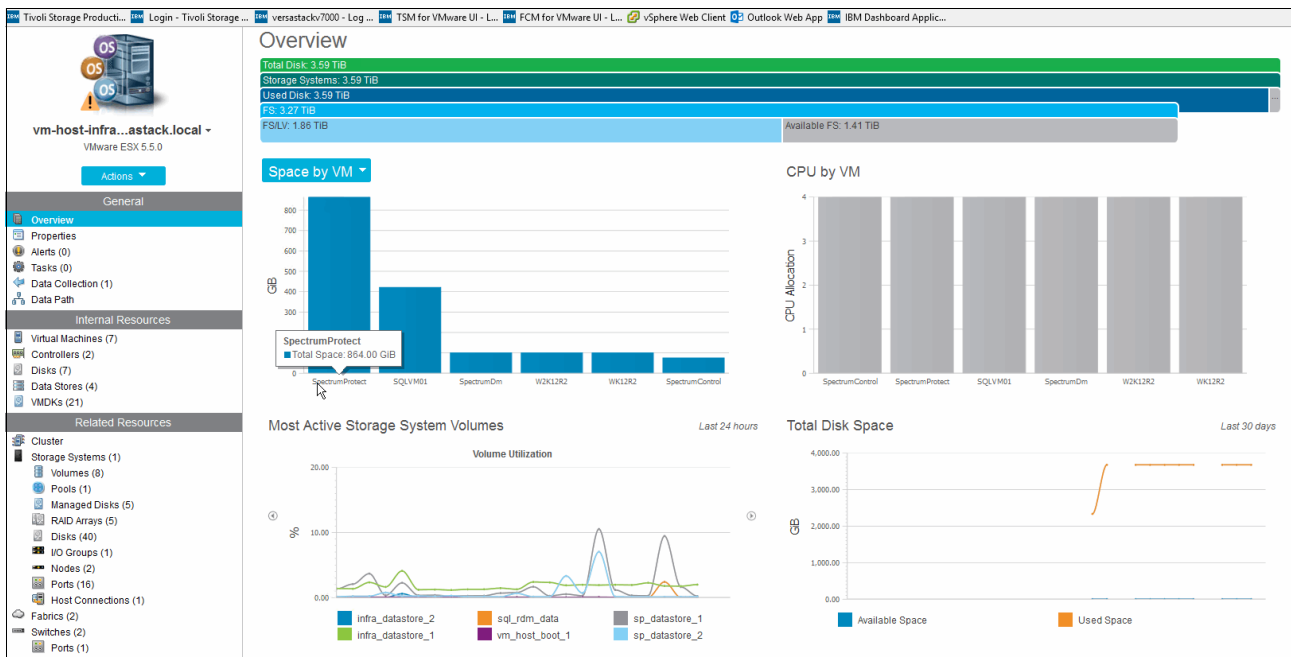 Tivoli Storage Producti... IBM Login - Tivoli Storage ... IBM versastackv7000 - Log ... IBM TSM for VMware UI - L... IBM FCM for VMware UI - L... vSphere Web Client Outlook Web App IBM IBM Dashboard Applic...
OS
OS
OS
vm-host-infra...astack.local
VMware ESX 5.5.0
Actions
General
Overview
Properties
Alerts (0)
Tasks (0)
Data Collection (1)
Data Path
Internal Resources
Virtual Machines (7)
Controllers (2)
Disks (7)
Data Stores (4)
VMDKs (21)
Related Resources
Cluster
Storage Systems (1)
Volumes (8)
Pools (1)
Managed Disks (5)
RAID Arrays (5)
Disks (40)
I/O Groups (1)
Nodes (2)
Ports (16)
Host Connections (1)
Fabrics (2)
Switches (2)
Ports (1)
Overview
Total Disk: 3.59 TiB
Storage Systems: 3.59 TiB
Used Disk: 3.59 TiB
...
FS: 3.27 TiB
FS/LV: 1.86 TiB
Available FS: 1.41 TiB
Space by VM
800
700
600
500
400
300
0
GB
SpectrumProtect
Total Space: 864.00 GiB
SpectrumProtect SQLVM01 SpectrumDm W2K12R2 WK12R2 SpectrumControl
CPU by VM
4
3
2
1
0
CPU Allocation
SpectrumControl SpectrumProtect SQLVM01 SpectrumDm W2K12R2 WK12R2
Most Active Storage System Volumes
Last 24 hours
Volume Utilization
20.00
10.00
0.00
%
infra_datastore_2 sql_rdm_data sp_datastore_1
infra_datastore_1 vm_host_boot_1 sp_datastore_2
Total Disk Space
Last 30 days
4,000.00
3,000.00
2,000.00
1,000.00
0.00
GB
Available Space Used Space